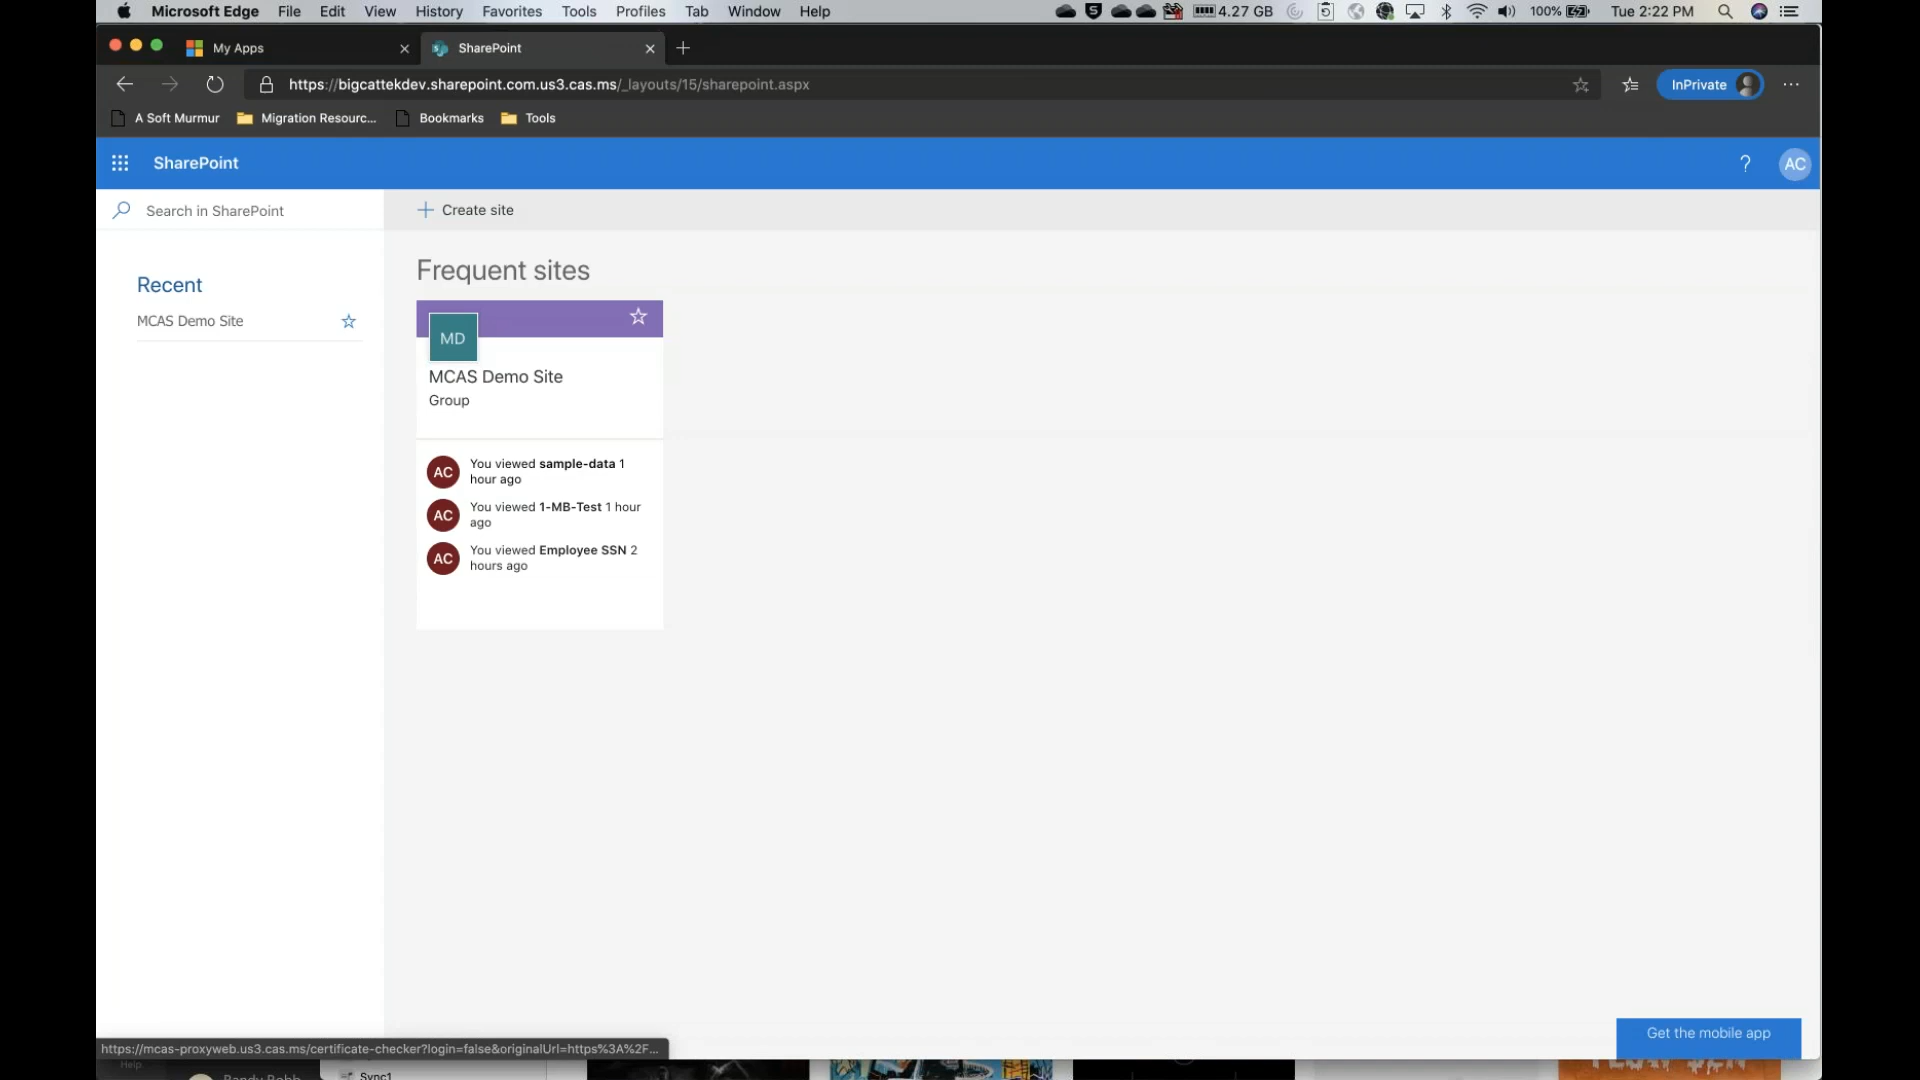 Microsoft Edge File Edit View History Favorites Tools Profiles Tab Window Help 4.27 GB 100% Tue 2:22 PM
My Apps SharePoint
https://bigcattekdev.sharepoint.com.us3.cas.ms/_layouts/15/sharepoint.aspx InPrivate
A Soft Murmur Migration Resourc... Bookmarks Tools
SharePoint ? AC
Search in SharePoint
Create site
Frequent sites
Recent
MCAS Demo Site
MD
MCAS Demo Site
Group
AC You viewed sample-data 1
hour ago
AC You viewed 1-MB-Test 1 hour
ago
AC You viewed Employee SSN 2
hours ago
Get the mobile app
https://mcas-proxyweb.us3.cas.ms/certificate-checker?login=false&originalUrl=https%3A%2F...
Help
Sync1